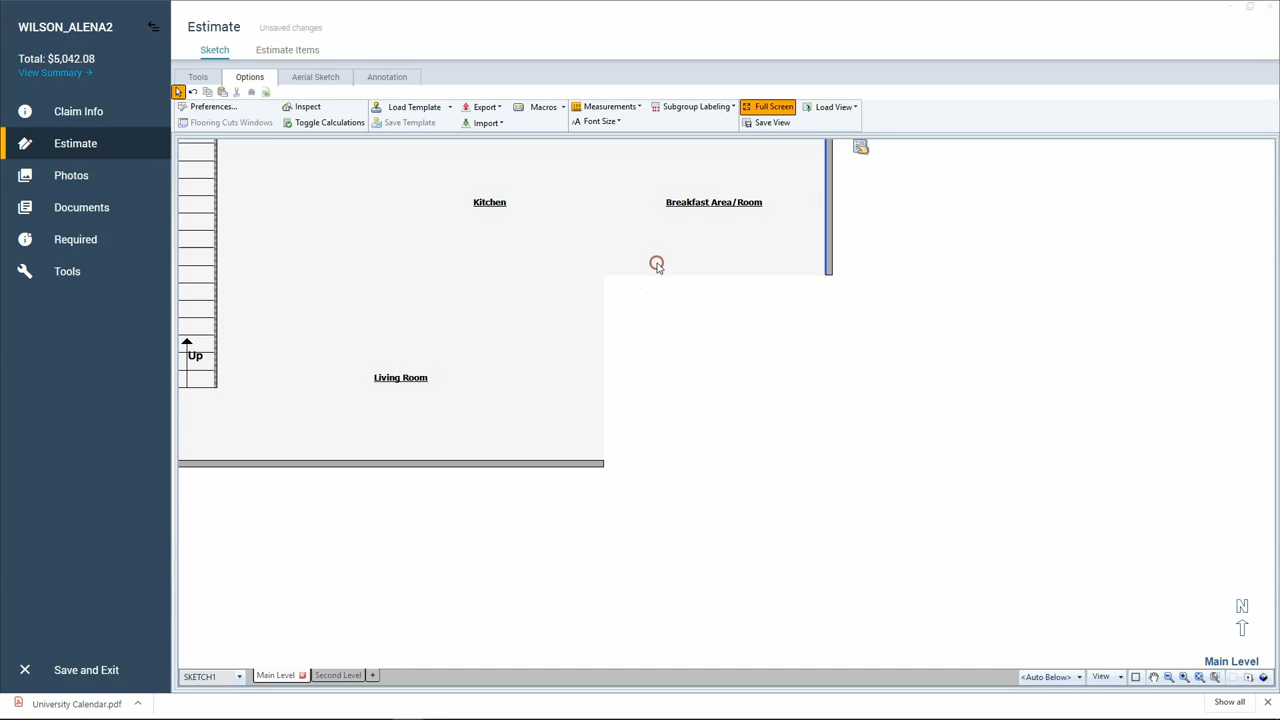 WILSON_ALENA2
Total: $5,042.08
View Summary
Claim Info
Estimate
Photos
Documents
Required
Tools
Save and Exit
Estimate
Unsaved changes
Sketch
Estimate Items
Tools
Options
Aerial Sketch
Annotation
Preferences...
Inspect
Load Template
Export
Macros
Measurements
Subgroup Labeling
Full Screen
Load View
Flooring Cuts Windows
Toggle Calculations
Save Template
Import
A Font Size
Save View
Kitchen
Breakfast Area/Room
Up
Living Room
N
Main Level
SKETCH1
Main Level
Second Level
+
<Auto Below>
View
University Calendar.pdf
Show all